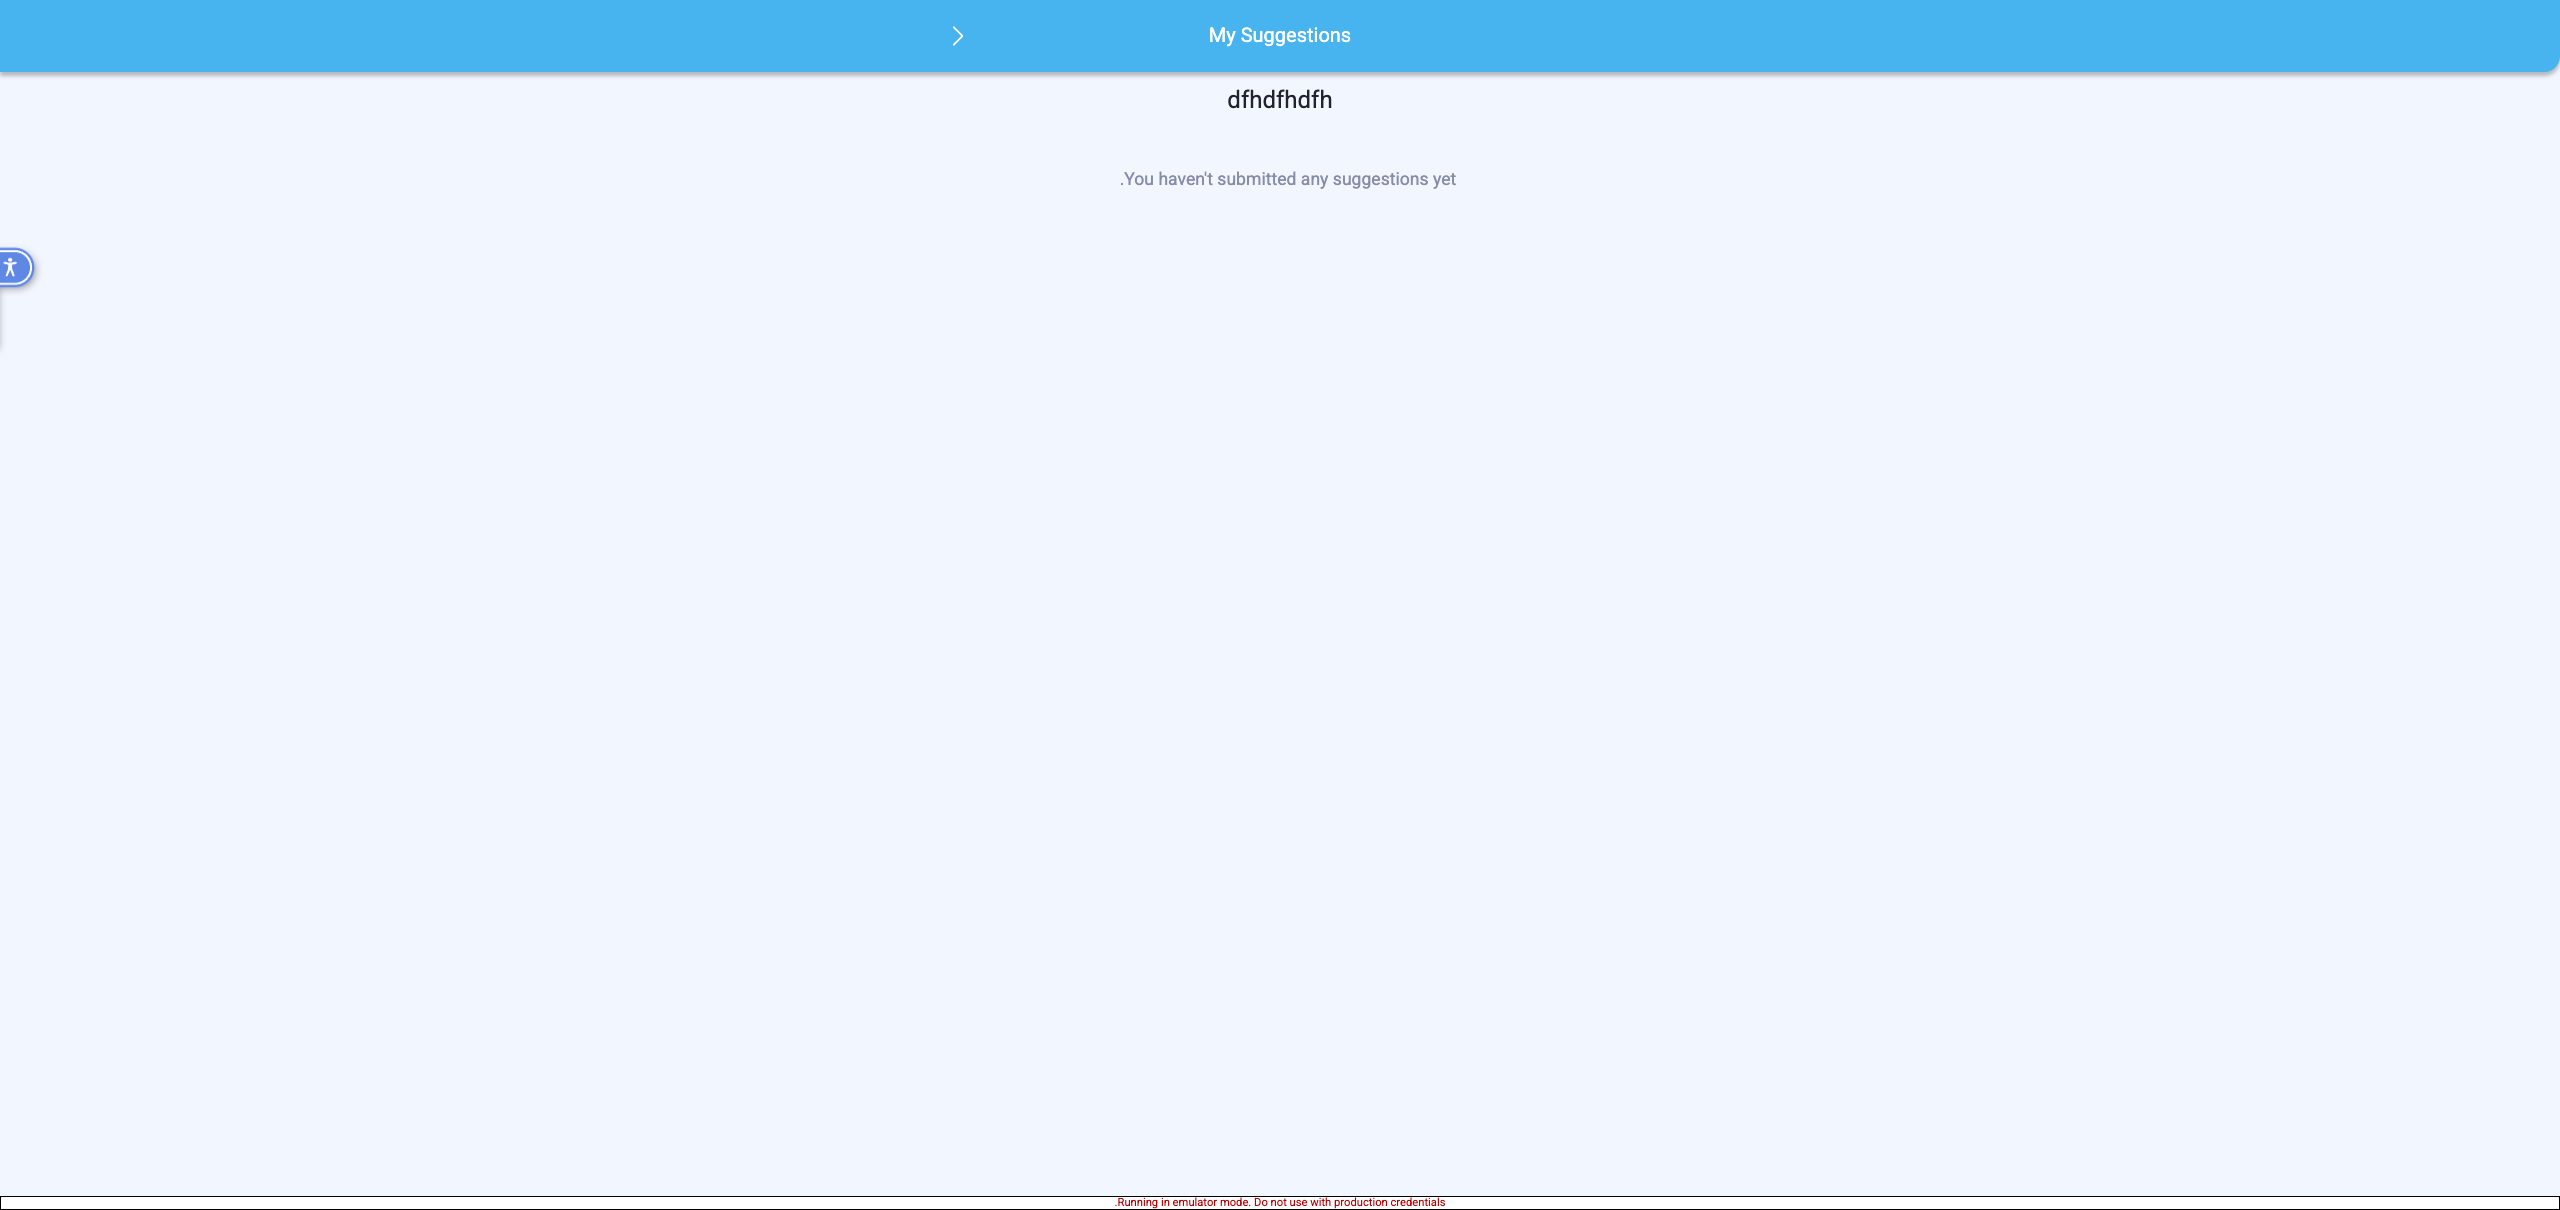 My Suggestions
dfhdfhdfh
.You haven't submitted any suggestions yet
.Running in emulator mode. Do not use with production credentials